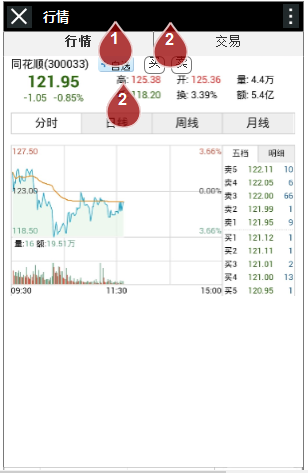 行情
1 2
行情 交易
同花顺(300033) 自选 买 卖
121.95 高: 125.38 开: 125.36 量: 4.4万
-1.05 -0.85% 118.20 换: 3.39% 额: 5.4亿
2
分时 日线 周线 月线
127.50 3.66%
123.00 0.00%
118.50 3.66%
量:16 额:19.51万
09:30 11:30 15:00
五档 明细
卖5 122.11 10
卖4 122.05 6
卖3 122.00 66
卖2 121.99 1
卖1 121.95 9
买1 121.12 1
买2 121.11 1
买3 121.01 2
买4 121.00 13
买5 120.95 1